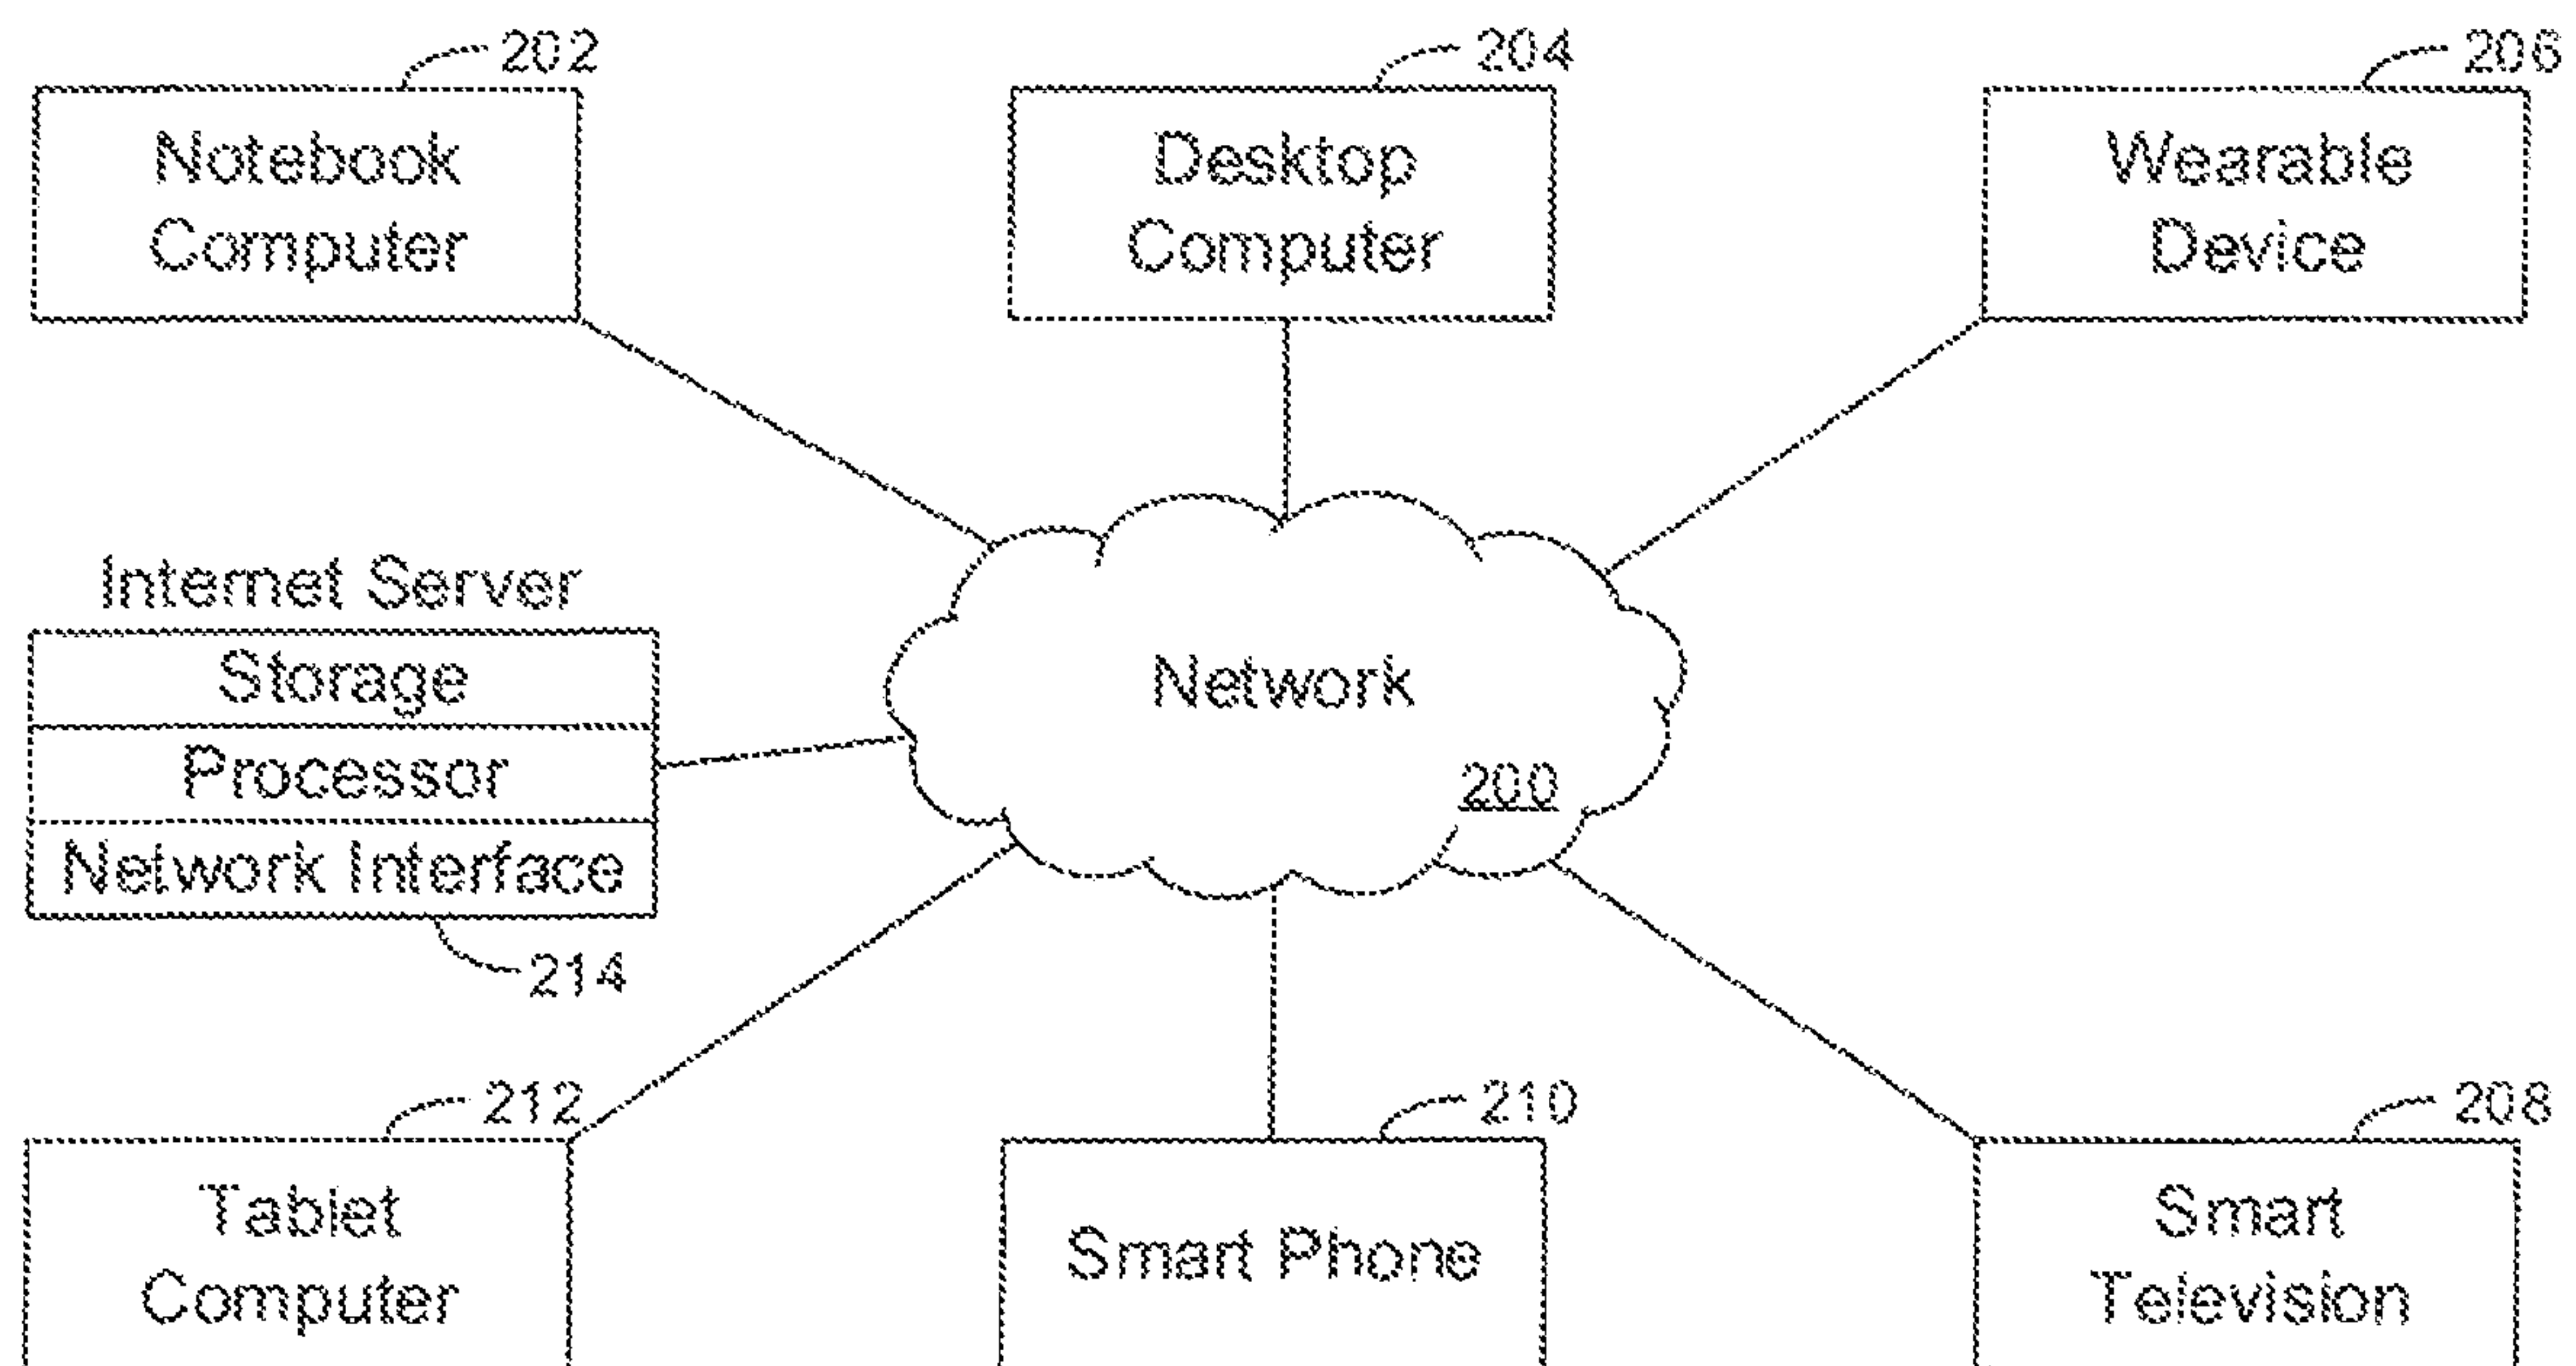 202
Notebook
Computer
204
Desktop
Computer
206
Wearable
Device
Internet Server
Storage
Processor
Network Interface
214
Network
200
212
Tablet
Computer
210
Smart Phone
208
Smart
Television